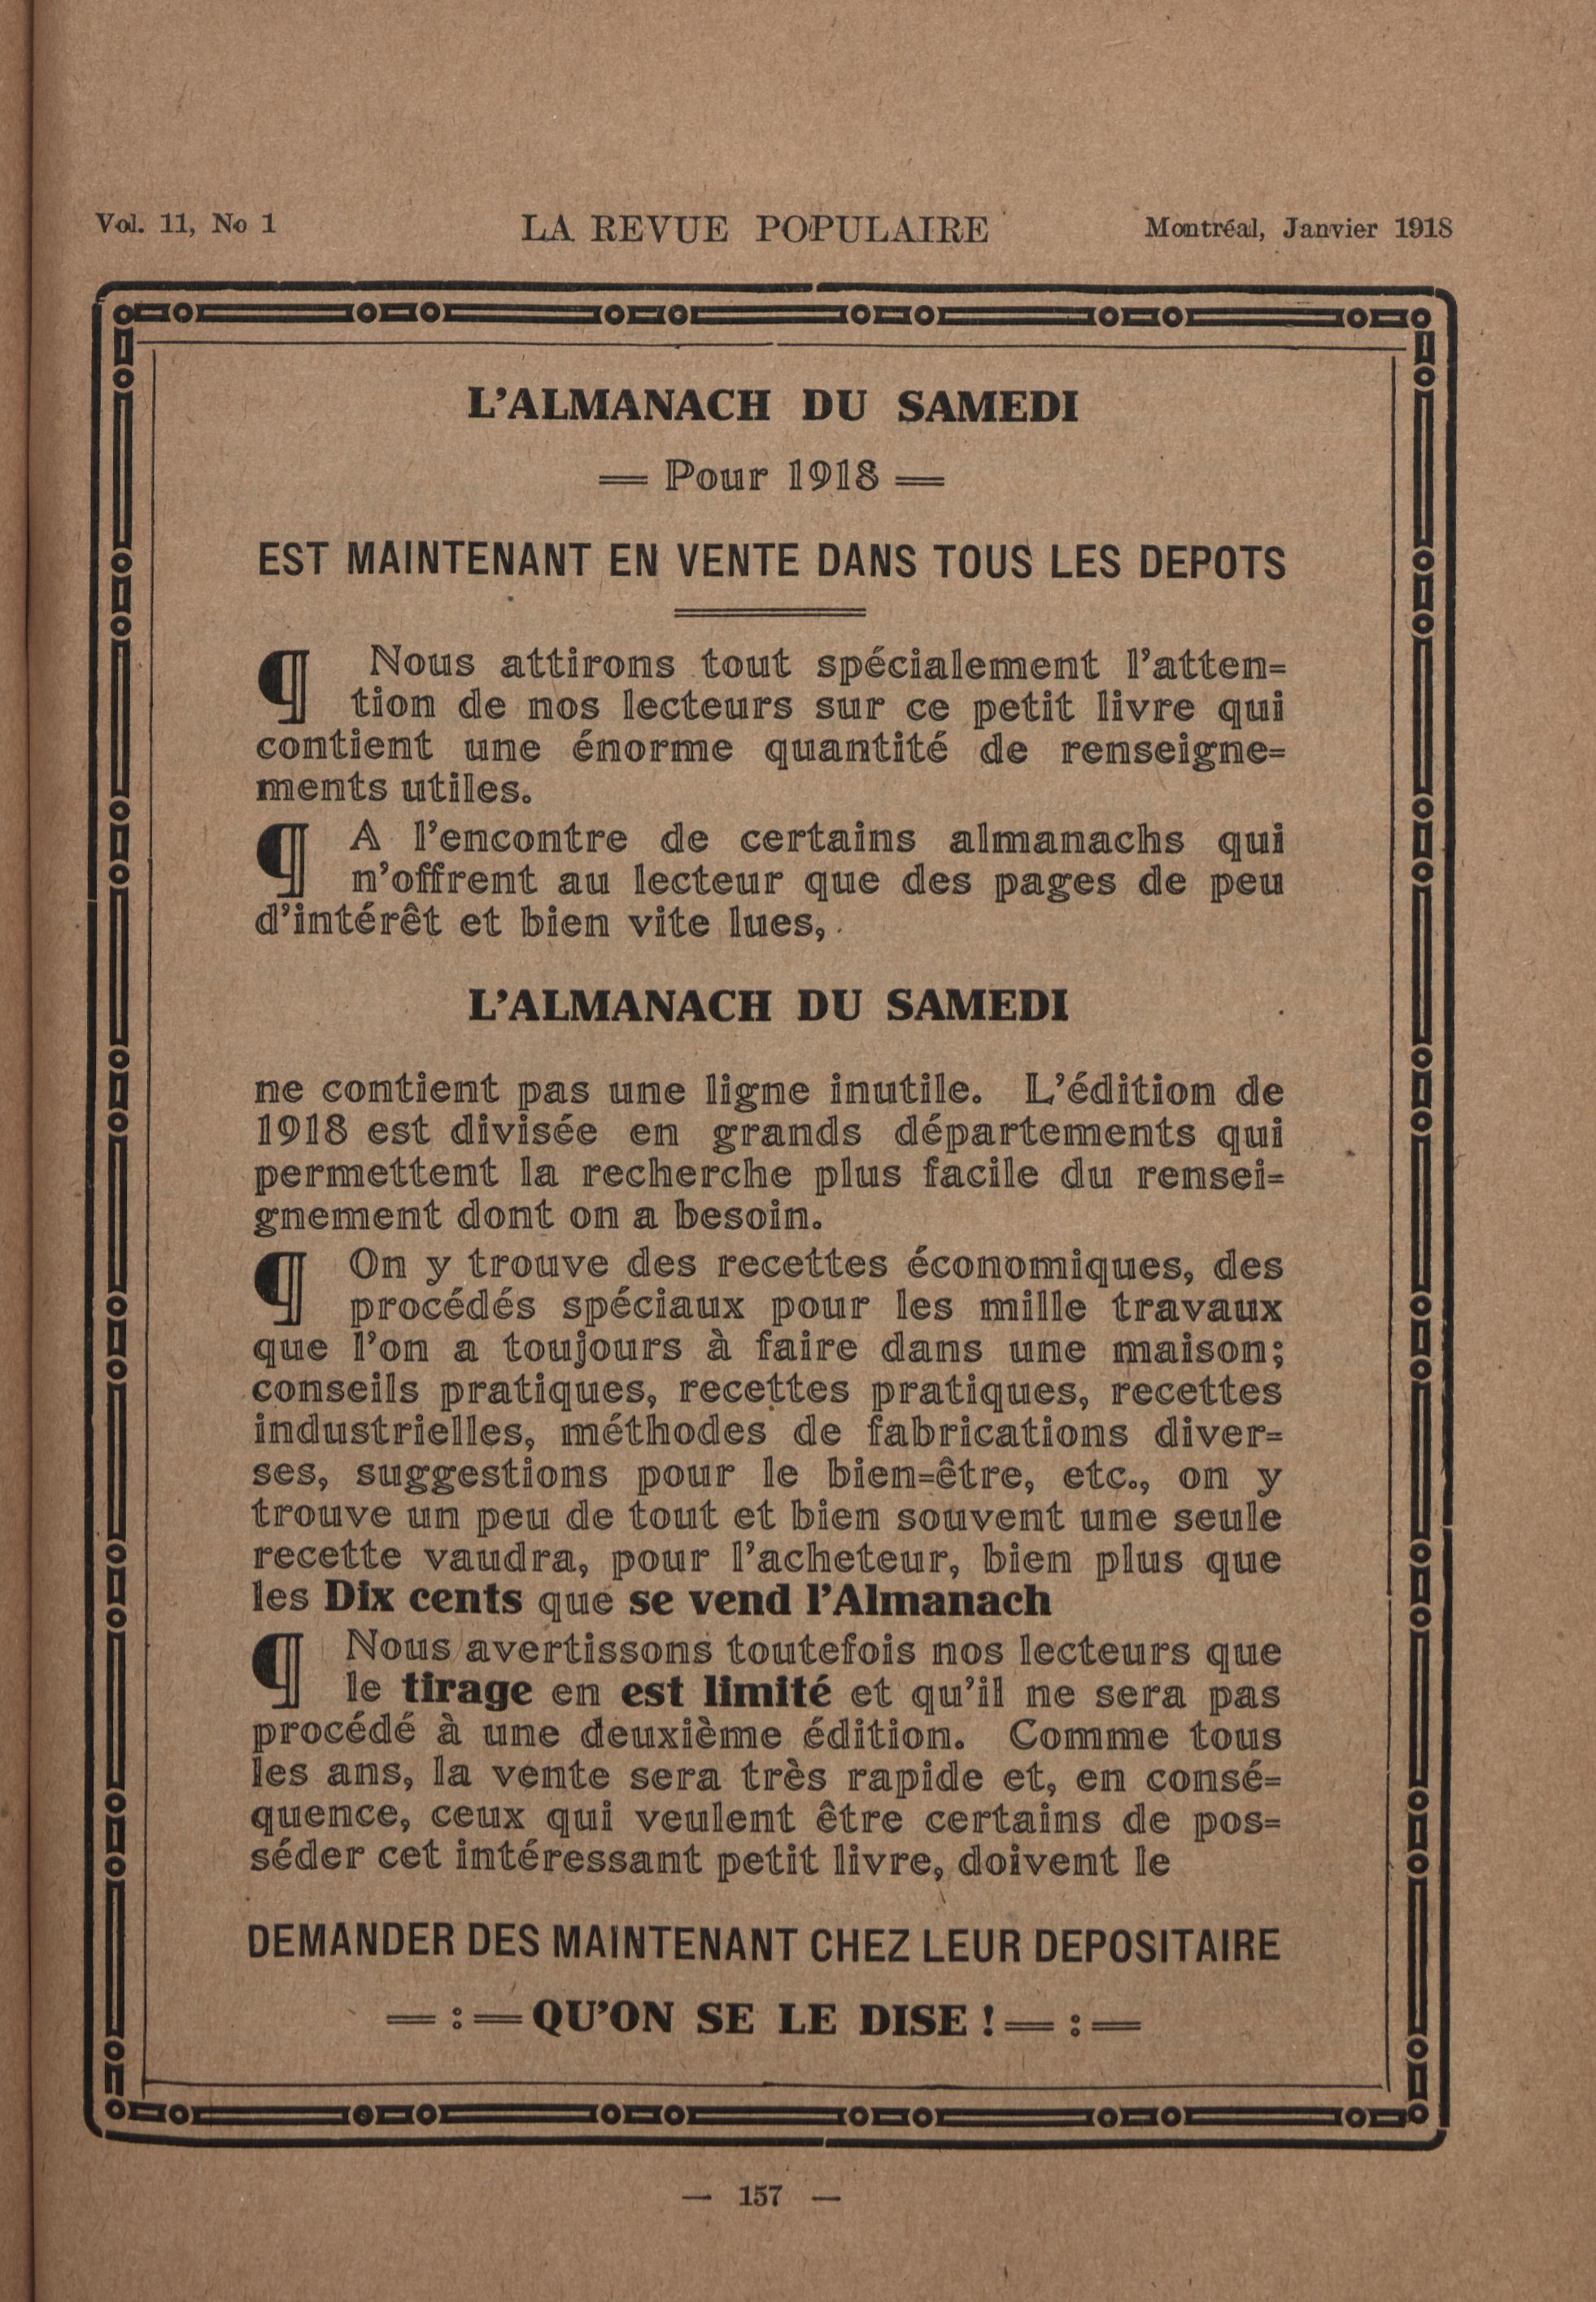 Vol. 11, No 1 LA REVUE POPULAIRE Montréal, Janvier 1918
L'ALMANACH DU SAMEDI
= Pour 1918 =
EST MAINTENANT EN VENTE DANS TOUS LES DEPOTS
¶ Nous attirons tout spécialement l'atten=
tion de nos lecteurs sur ce petit livre qui
contient une énorme quantité de renseigne=
ments utiles.
¶ A l'encontre de certains almanachs qui
n'offrent au lecteur que des pages de peu
d'intérêt et bien vite lues,
L'ALMANACH DU SAMEDI
ne contient pas une ligne inutile. L'édition de
1918 est divisée en grands départements qui
permettent la recherche plus facile du rensei=
gnement dont on a besoin.
¶ On y trouve des recettes économiques, des
procédés spéciaux pour les mille travaux
que l'on a toujours à faire dans une maison;
conseils pratiques, recettes pratiques, recettes
industrielles, méthodes de fabrications diver=
ses, suggestions pour le bien=être, etc., on y
trouve un peu de tout et bien souvent une seule
recette vaudra, pour l'acheteur, bien plus que
les Dix cents que se vend l'Almanach
¶ Nous avertissons toutefois nos lecteurs que
le tirage en est limité et qu'il ne sera pas
procédé à une deuxième édition. Comme tous
les ans, la vente sera très rapide et, en consé=
quence, ceux qui veulent être certains de pos=
séder cet intéressant petit livre, doivent le
DEMANDER DES MAINTENANT CHEZ LEUR DEPOSITAIRE
= : = QU'ON SE LE DISE ! = : =
— 157 —